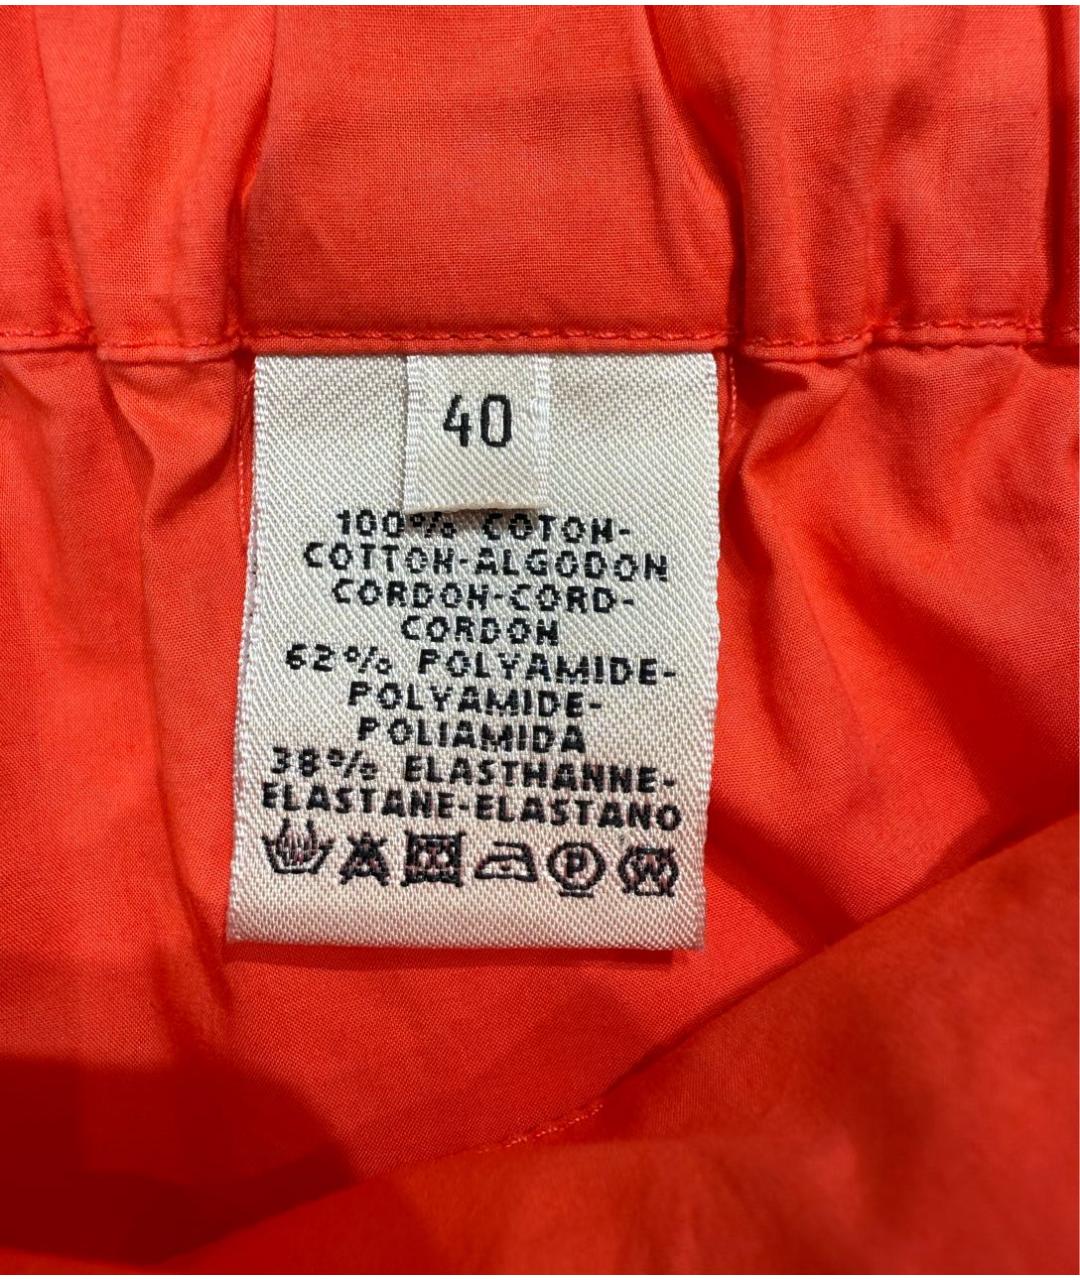 40
100% COTON-
COTTON-ALGODON
CORDON-CORD-
CORDON
62% POLYAMIDE-
POLYAMIDE-
POLIAMIDA
38% ELASTHANNE-
ELASTANE-ELASTANO
P W